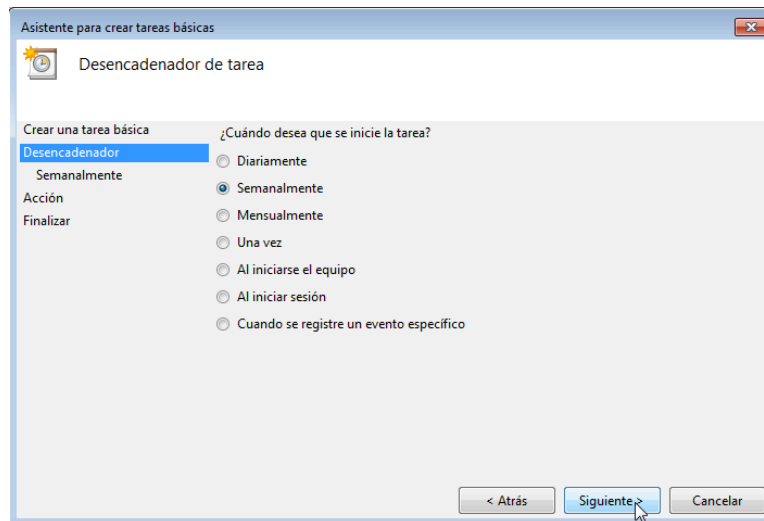 Asistente para crear tareas básicas
Desencadenador de tarea
Crear una tarea básica
Desencadenador
Semanalmente
Acción
Finalizar
¿Cuándo desea que se inicie la tarea?
Diariamente
Semanalmente
Mensualmente
Una vez
Al iniciarse el equipo
Al iniciar sesión
Cuando se registre un evento específico
< Atrás
Siguiente >
Cancelar